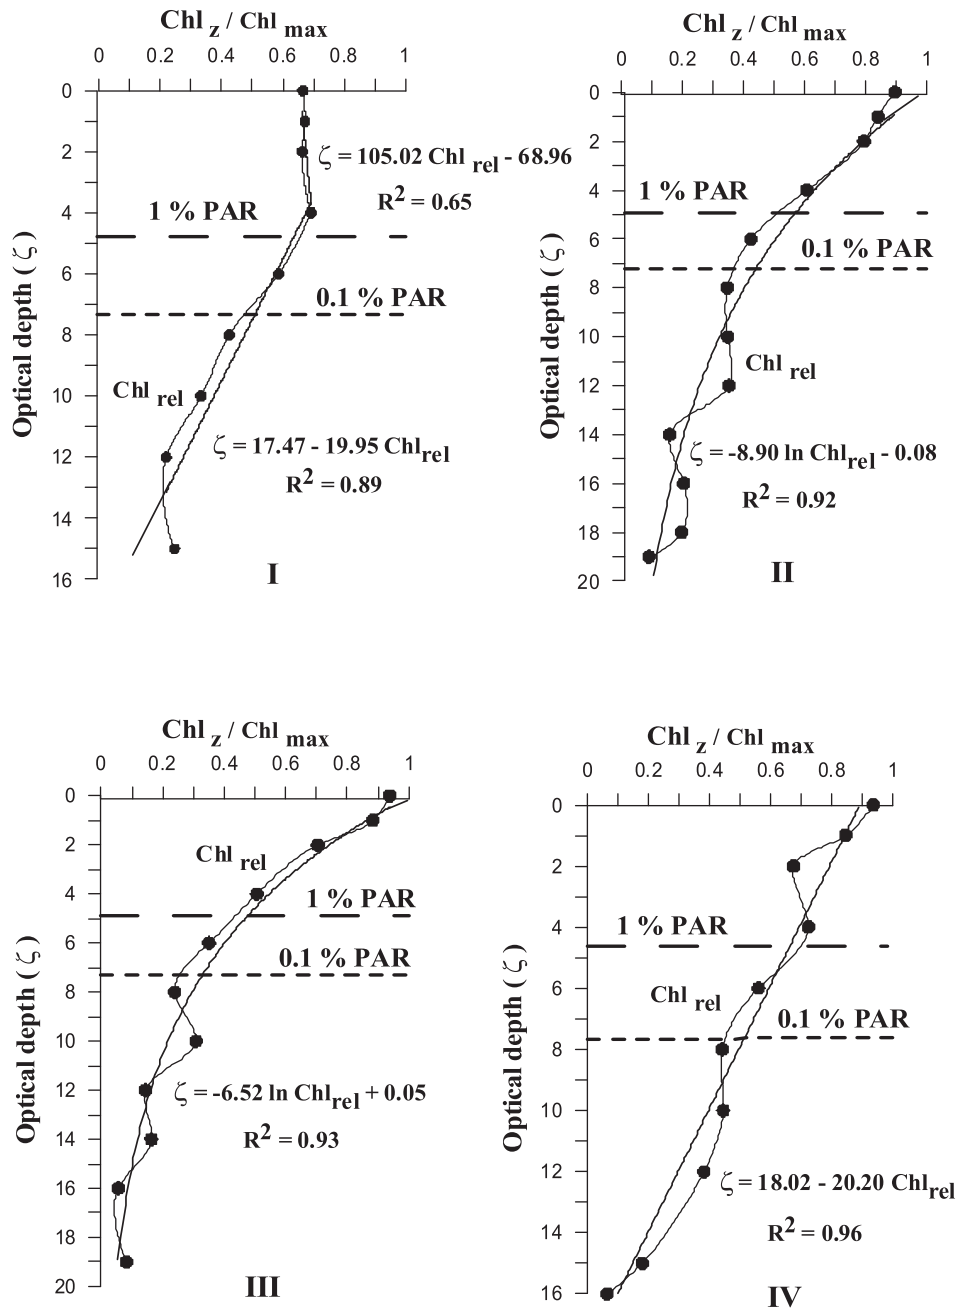 Chl z / Chl max
0 0.2 0.4 0.6 0.8 1
0
2
4
6
8
10
12
14
16
Optical depth ( ζ )
ζ = 105.02 Chl rel - 68.96
R2 = 0.65
1 % PAR
0.1 % PAR
Chl rel
ζ = 17.47 - 19.95 Chlrel
R2 = 0.89
I
Chl z / Chl max
0 0.2 0.4 0.6 0.8 1
0
2
4
6
8
10
12
14
16
18
20
Optical depth ( ζ )
1 % PAR
0.1 % PAR
Chl rel
ζ = -8.90 ln Chlrel - 0.08
R2 = 0.92
II
Chl z / Chl max
0 0.2 0.4 0.6 0.8 1
0
2
4
6
8
10
12
14
16
18
20
Optical depth ( ζ )
Chl rel
1 % PAR
0.1 % PAR
ζ = -6.52 ln Chlrel + 0.05
R2 = 0.93
III
Chl z / Chl max
0 0.2 0.4 0.6 0.8 1
0
2
4
6
8
10
12
14
16
Optical depth ( ζ )
1 % PAR
Chl rel
0.1 % PAR
ζ = 18.02 - 20.20 Chlrel
R2 = 0.96
IV